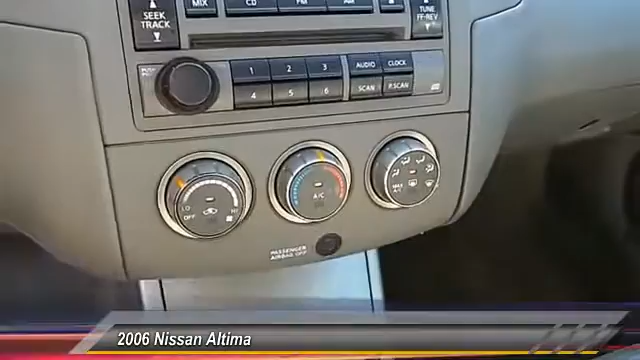 MIX CD FM AM
SEEK
TRACK
TUNE
FF·REV
1 2 3
4 5 6
AUDIO CLOCK
SCAN P.SCAN
LO HI
OFF
A/C
MAX
A/C
PASSENGER
AIRBAG OFF
2006 Nissan Altima